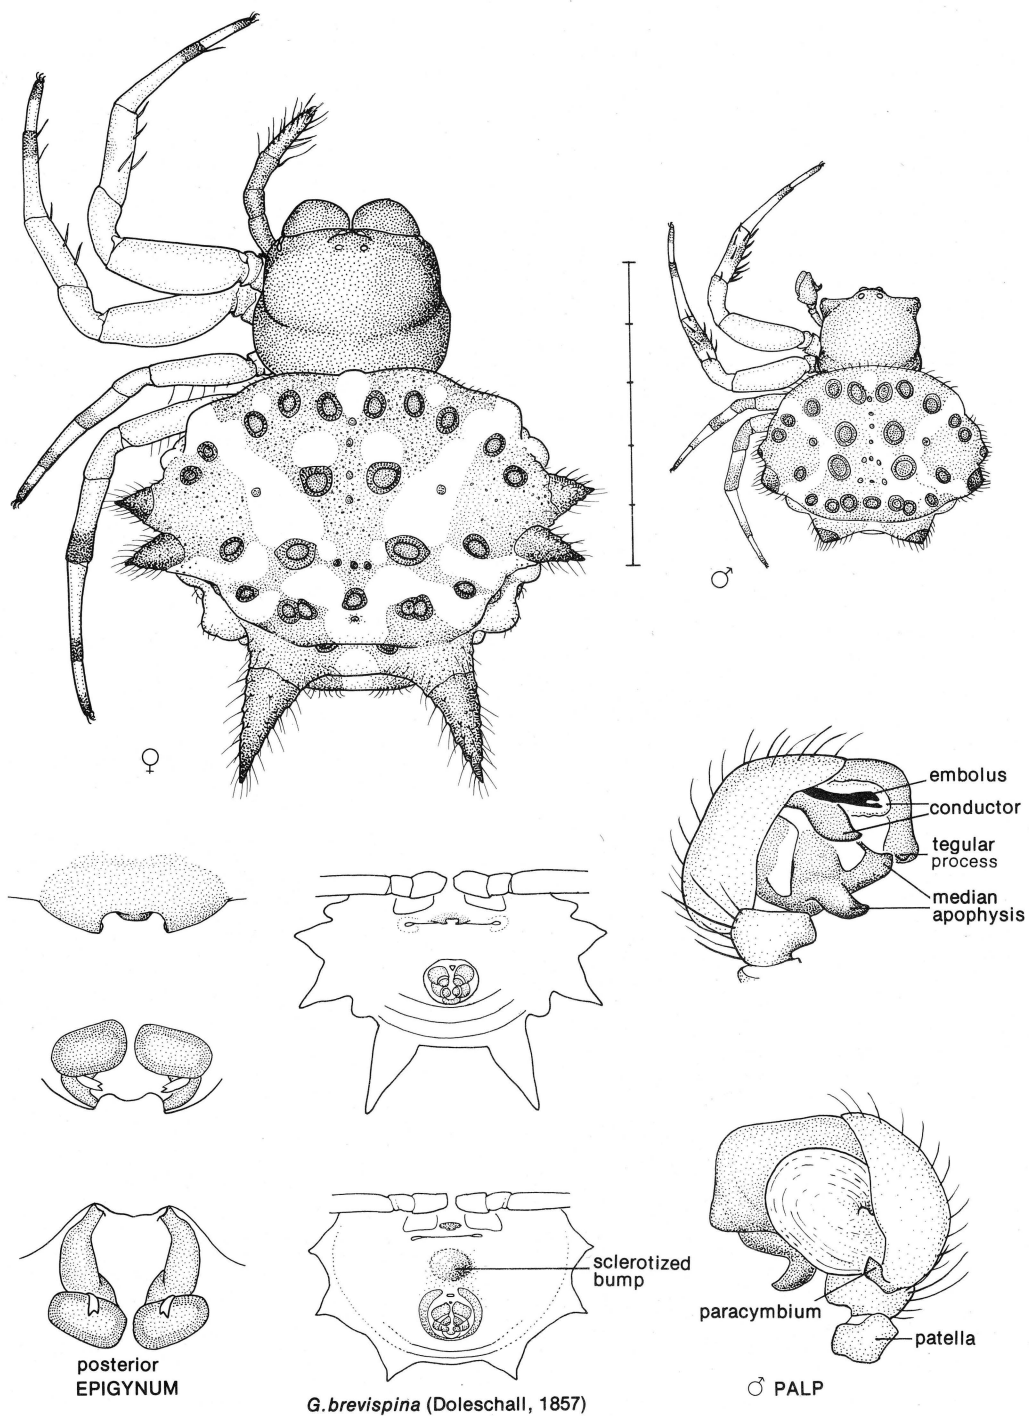 ♀
♂
embolus
conductor
tegular
process
median
apophysis
sclerotized
bump
paracymbium
patella
posterior
EPIGYNUM
G. brevispina (Doleschall, 1857)
♂ PALP